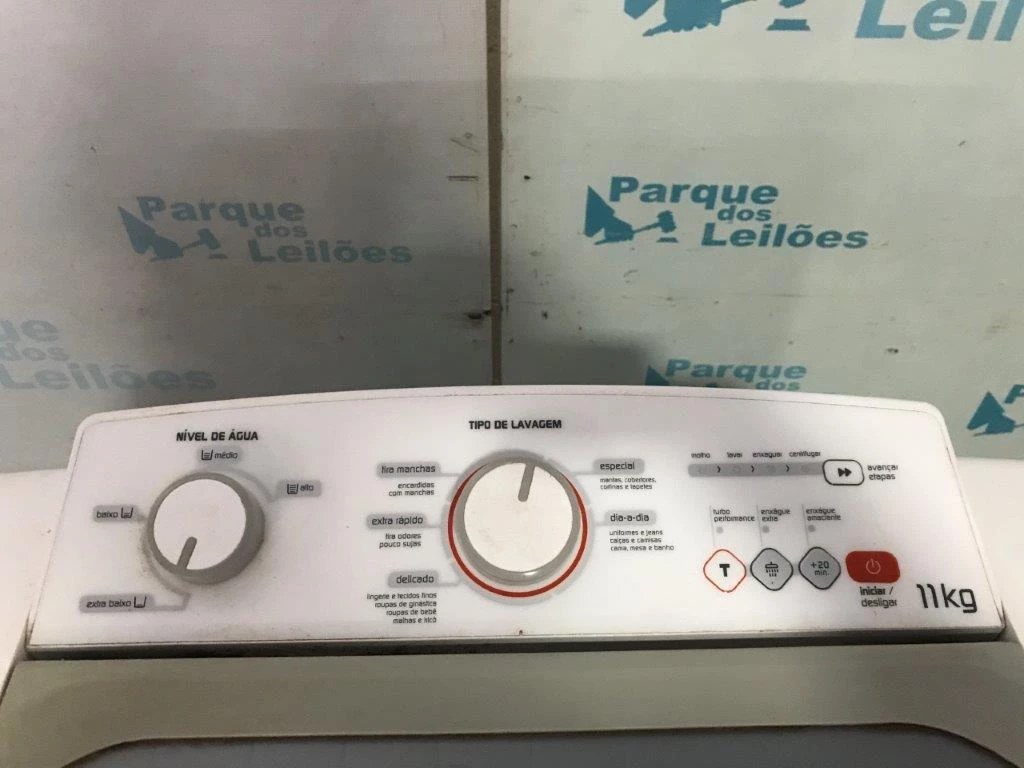 Leilões
Parque
dos
Leilões
Parque
dos
Leilões
que
dos
Leilões
Parque
dos
NÍVEL DE ÁGUA
médio
alto
baixo
extra baixo
TIPO DE LAVAGEM
tira manchas
encardidas
com manchas
extra rápido
tira odores
pouco sujas
delicado
lingerie e tecidos finos
roupas de ginástica
roupas de bebê
malhas e tricô
especial
mantas, cobertores,
cortinas e tapetes
dia-a-dia
uniformes e jeans
calças e camisas
cama, mesa e banho
molho lavar enxaguar centrifugar
avançar
etapas
turbo
performance
enxágue
extra
enxágue
amaciante
T
+20
min.
iniciar /
desligar
11kg